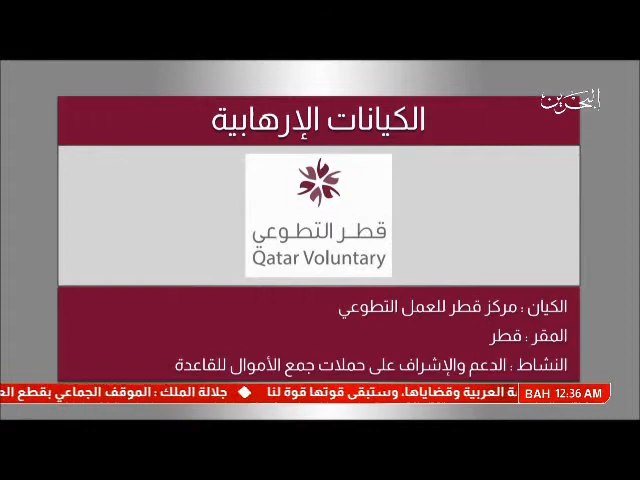 البحرين
الكيانات الإرهابية
قطر التطوعي
Qatar Voluntary
الكيان : مركز قطر للعمل التطوعي
المقر : قطر
النشاط : الدعم والإشراف على حملات جمع الأموال للقاعدة
العربية وقضاياها، وستبقى قوتها قوة لنا ◆ جلالة الملك: الموقف الجماعي بقطع
BAH 12:36 AM